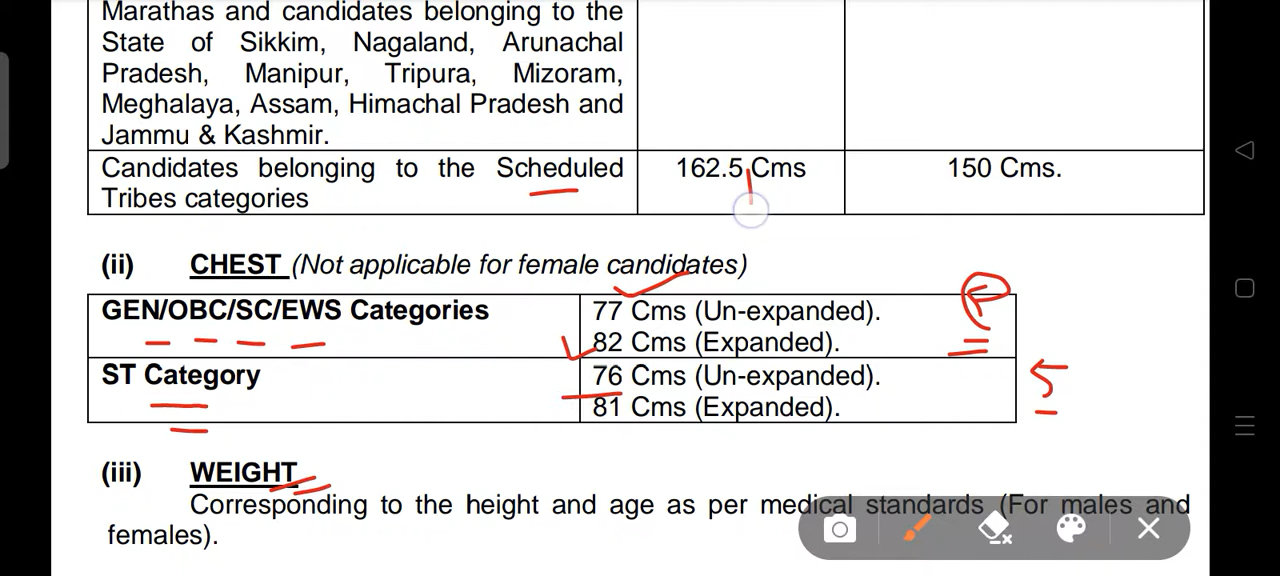 Marathas and candidates belonging to the
State of Sikkim, Nagaland, Arunachal
Pradesh, Manipur, Tripura, Mizoram,
Meghalaya, Assam, Himachal Pradesh and
Jammu & Kashmir.
Candidates belonging to the Scheduled 162.5 Cms 150 Cms.
Tribes categories
(ii) CHEST (Not applicable for female candidates)
GEN/OBC/SC/EWS Categories 77 Cms (Un-expanded).
82 Cms (Expanded).
ST Category 76 Cms (Un-expanded).
81 Cms (Expanded).
5
(iii) WEIGHT
Corresponding to the height and age as per medical standards (For males and
females).